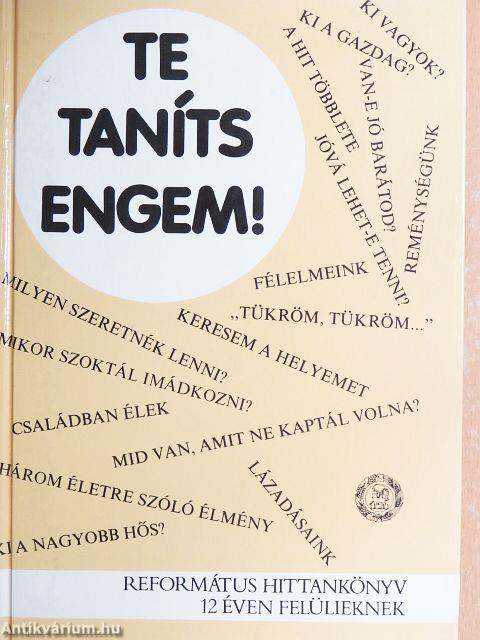 TE
TANÍTS
ENGEM!
KI VAGYOK?
KI A GAZDAG?
A HIT TÖBBLETE
VAN-E JÓ BARÁTOD?
JÓVÁ LEHET-E TENNI?
REMÉNYSÉGÜNK
FÉLELMEINK
„TÜKRÖM, TÜKRÖM..."
KERESEM A HELYEMET
MILYEN SZERETNÉK LENNI?
MIKOR SZOKTÁL IMÁDKOZNI?
CSALÁDBAN ÉLEK
MID VAN, AMIT NE KAPTÁL VOLNA?
HÁROM ÉLETRE SZÓLÓ ÉLMÉNY
LÁZADÁSAINK
KI A NAGYOBB HŐS?
REFORMÁTUS HITTANKÖNYV
12 ÉVEN FELÜLIEKNEK
Antikvárium.hu